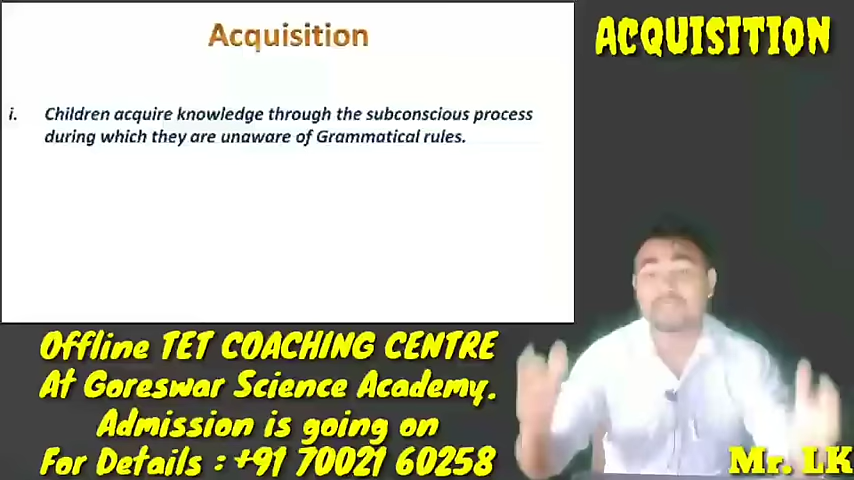 Acquisition
ACQUISITION
i. Children acquire knowledge through the subconscious process
during which they are unaware of Grammatical rules.
Offline TET COACHING CENTRE
At Goreswar Science Academy.
Admission is going on
For Details : +91 70021 60258
Mr. LK